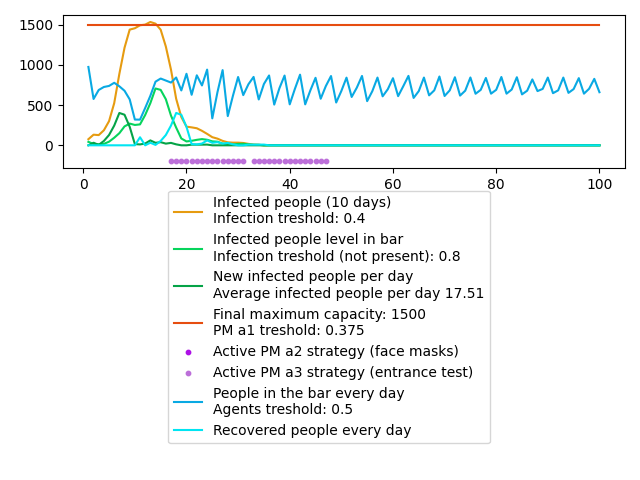 1500
1000
500
0
0 20 40 60 80 100
Infected people (10 days)
Infection treshold: 0.4
Infected people level in bar
Infection treshold (not present): 0.8
New infected people per day
Average infected people per day 17.51
Final maximum capacity: 1500
PM a1 treshold: 0.375
Active PM a2 strategy (face masks)
Active PM a3 strategy (entrance test)
People in the bar every day
Agents treshold: 0.5
Recovered people every day